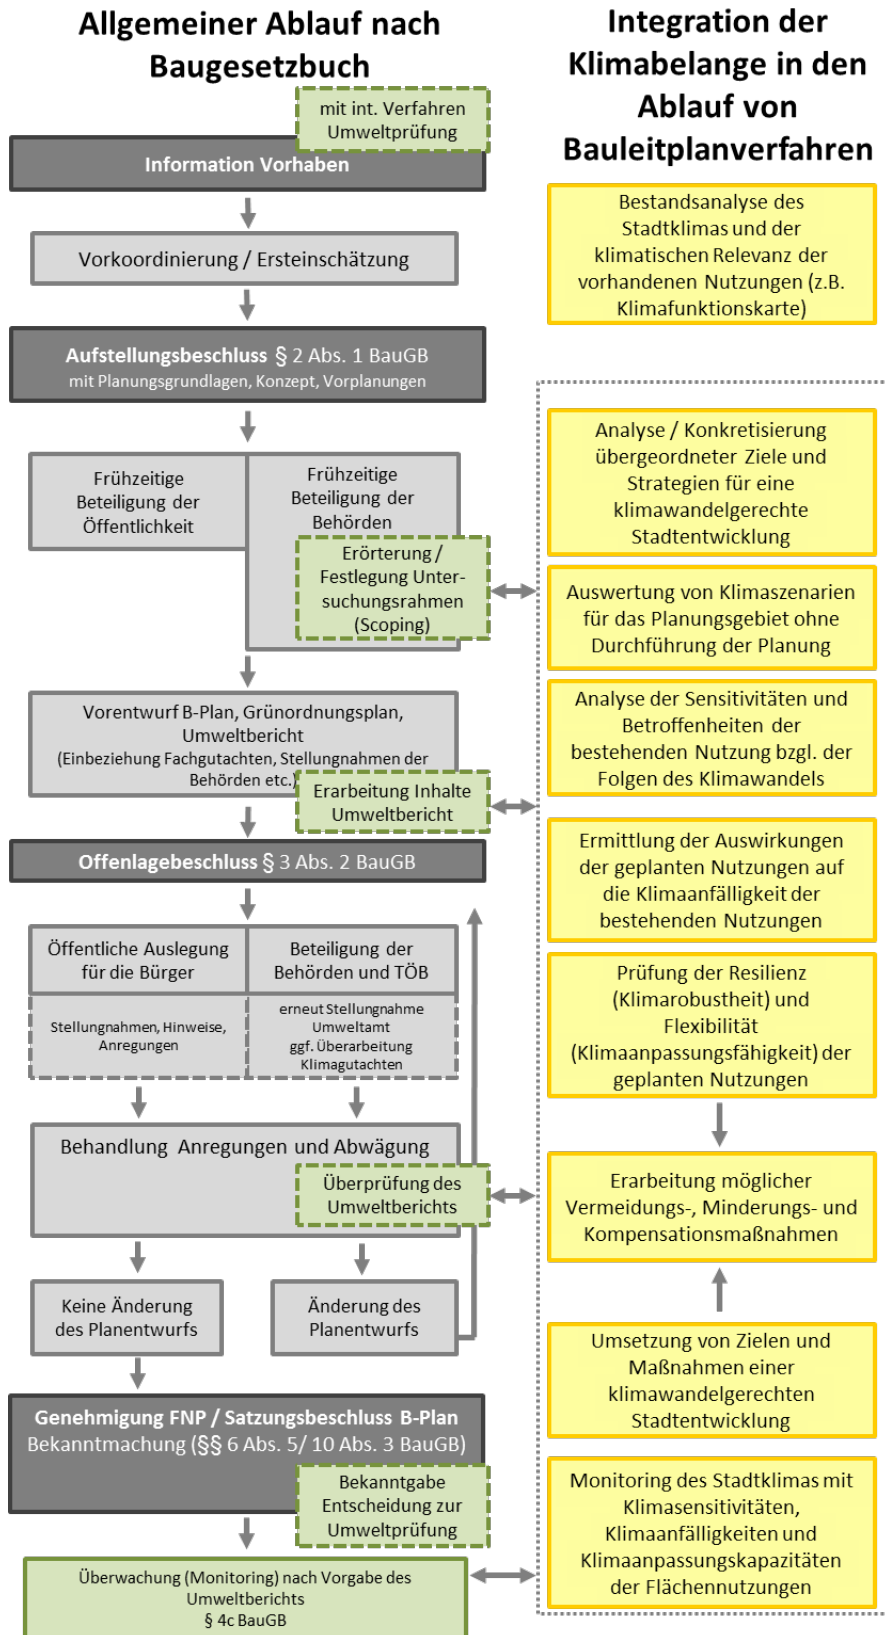 Allgemeiner Ablauf nach
Baugesetzbuch
mit int. Verfahren
Umweltprüfung
Information Vorhaben
Vorkoordinierung / Ersteinschätzung
Aufstellungsbeschluss § 2 Abs. 1 BauGB
mit Planungsgrundlagen, Konzept, Vorplanungen
Frühzeitige
Beteiligung der
Öffentlichkeit
Frühzeitige
Beteiligung der
Behörden
Erörterung /
Festlegung Unter-
suchungsrahmen
(Scoping)
Vorentwurf B-Plan, Grünordnungsplan,
Umweltbericht
(Einbeziehung Fachgutachten, Stellungnahmen der
Behörden etc.)
Erarbeitung Inhalte
Umweltbericht
Offenlagebeschluss § 3 Abs. 2 BauGB
Öffentliche Auslegung
für die Bürger
Beteiligung der
Behörden und TÖB
Stellungnahmen, Hinweise,
Anregungen
erneut Stellungnahme
Umweltamt
ggf. Überarbeitung
Klimagutachten
Behandlung Anregungen und Abwägung
Überprüfung des
Umweltberichts
Keine Änderung
des Planentwurfs
Änderung des
Planentwurfs
Genehmigung FNP / Satzungsbeschluss B-Plan
Bekanntmachung (§§ 6 Abs. 5/ 10 Abs. 3 BauGB)
Bekanntgabe
Entscheidung zur
Umweltprüfung
Überwachung (Monitoring) nach Vorgabe des
Umweltberichts
§ 4c BauGB
Integration der
Klimabelange in den
Ablauf von
Bauleitplanverfahren
Bestandsanalyse des
Stadtklimas und der
klimatischen Relevanz der
vorhandenen Nutzungen (z.B.
Klimafunktionskarte)
Analyse / Konkretisierung
übergeordneter Ziele und
Strategien für eine
klimawandelgerechte
Stadtentwicklung
Auswertung von Klimaszenarien
für das Planungsgebiet ohne
Durchführung der Planung
Analyse der Sensitivitäten und
Betroffenheiten der
bestehenden Nutzung bzgl. der
Folgen des Klimawandels
Ermittlung der Auswirkungen
der geplanten Nutzungen auf
die Klimaanfälligkeit der
bestehenden Nutzungen
Prüfung der Resilienz
(Klimarobustheit) und
Flexibilität
(Klimaanpassungsfähigkeit) der
geplanten Nutzungen
Erarbeitung möglicher
Vermeidungs-, Minderungs- und
Kompensationsmaßnahmen
Umsetzung von Zielen und
Maßnahmen einer
klimawandelgerechten
Stadtentwicklung
Monitoring des Stadtklimas mit
Klimasensitivitäten,
Klimaanfälligkeiten und
Klimaanpassungskapazitäten
der Flächennutzungen